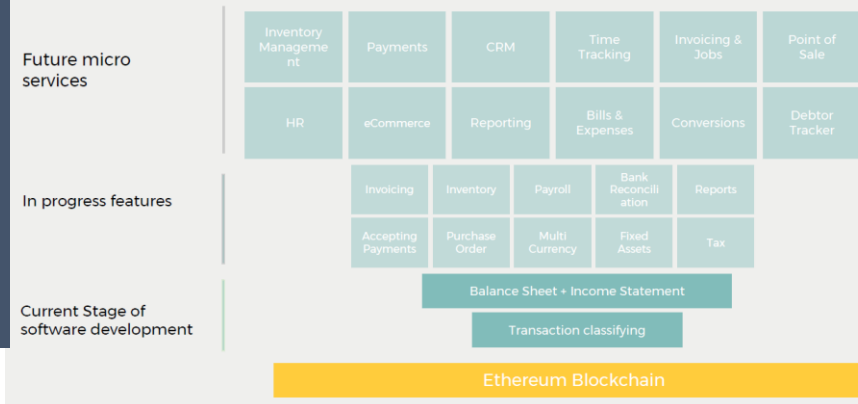 Future micro
services
Inventory
Manageme
nt
Payments
CRM
Time
Tracking
Invoicing &
Jobs
Point of
Sale
HR
eCommerce
Reporting
Bills &
Expenses
Conversions
Debtor
Tracker
In progress features
Invoicing
Inventory
Payroll
Bank
Reconcili
ation
Reports
Accepting
Payments
Purchase
Order
Multi
Currency
Fixed
Assets
Tax
Current Stage of
software development
Balance Sheet + Income Statement
Transaction classifying
Ethereum Blockchain